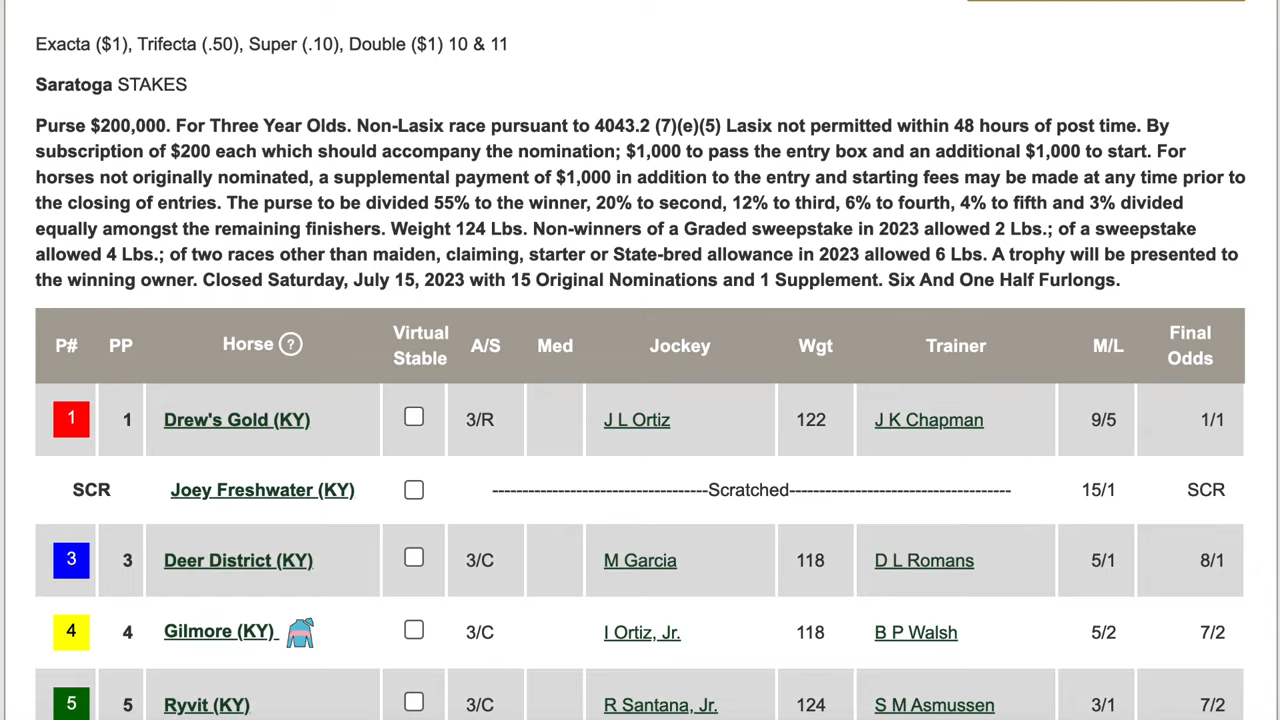 Exacta ($1), Trifecta (.50), Super (.10), Double ($1) 10 & 11
Saratoga STAKES
Purse $200,000. For Three Year Olds. Non-Lasix race pursuant to 4043.2 (7)(e)(5) Lasix not permitted within 48 hours of post time. By
subscription of $200 each which should accompany the nomination; $1,000 to pass the entry box and an additional $1,000 to start. For
horses not originally nominated, a supplemental payment of $1,000 in addition to the entry and starting fees may be made at any time prior to
the closing of entries. The purse to be divided 55% to the winner, 20% to second, 12% to third, 6% to fourth, 4% to fifth and 3% divided
equally amongst the remaining finishers. Weight 124 Lbs. Non-winners of a Graded sweepstake in 2023 allowed 2 Lbs.; of a sweepstake
allowed 4 Lbs.; of two races other than maiden, claiming, starter or State-bred allowance in 2023 allowed 6 Lbs. A trophy will be presented to
the winning owner. Closed Saturday, July 15, 2023 with 15 Original Nominations and 1 Supplement. Six And One Half Furlongs.
P# PP Horse ? Virtual Stable A/S Med Jockey Wgt Trainer M/L Final Odds
1 1 Drew's Gold (KY) 3/R J L Ortiz 122 J K Chapman 9/5 1/1
SCR Joey Freshwater (KY) ------------------------------------Scratched------------------------------------- 15/1 SCR
3 3 Deer District (KY) 3/C M Garcia 118 D L Romans 5/1 8/1
4 4 Gilmore (KY) 3/C I Ortiz, Jr. 118 B P Walsh 5/2 7/2
5 5 Ryvit (KY) 3/C R Santana, Jr. 124 S M Asmussen 3/1 7/2